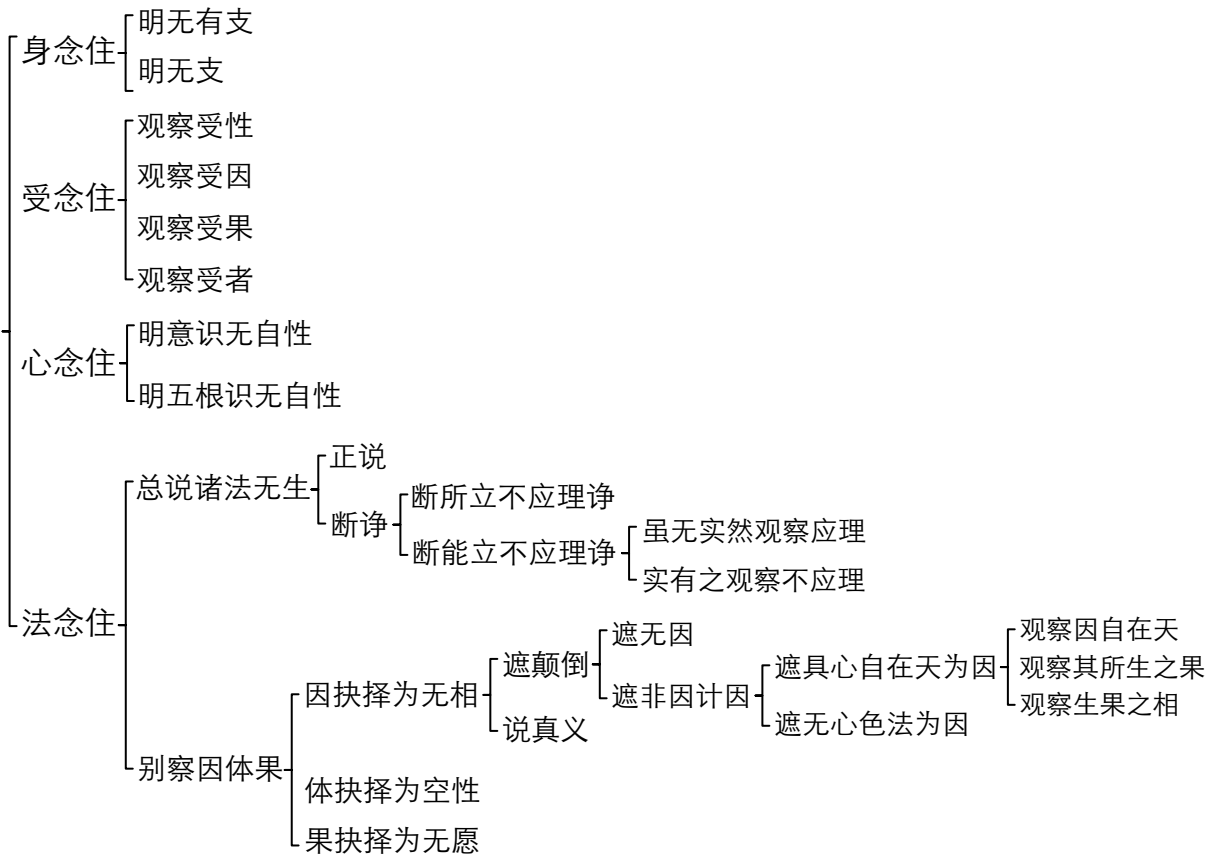 身念住
明无有支
明无支
受念住
观察受性
观察受因
观察受果
观察受者
心念住
明意识无自性
明五根识无自性
法念住
总说诸法无生
正说
断诤
断所立不应理诤
断能立不应理诤
虽无实然观察应理
实有之观察不应理
别察因体果
因抉择为无相
遮颠倒
遮无因
遮非因计因
遮具心自在天为因
观察因自在天
观察其所生之果
观察生果之相
遮无心色法为因
说真义
体抉择为空性
果抉择为无愿